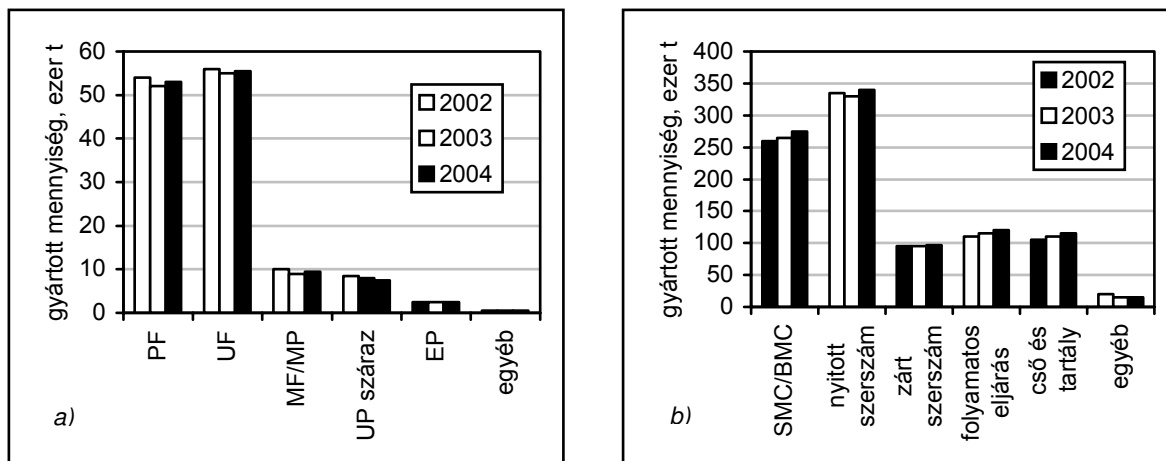 gyártott mennyiség, ezer t
60
50
40
30
20
10
0
2002
2003
2004
PF
UF
MF/MP
UP száraz
EP
egyéb
a)
gyártott mennyiség, ezer t
400
350
300
250
200
150
100
50
0
2002
2003
2004
SMC/BMC
nyitott
szerszám
zárt
szerszám
folyamatos
eljárás
cső és
tartály
egyéb
b)